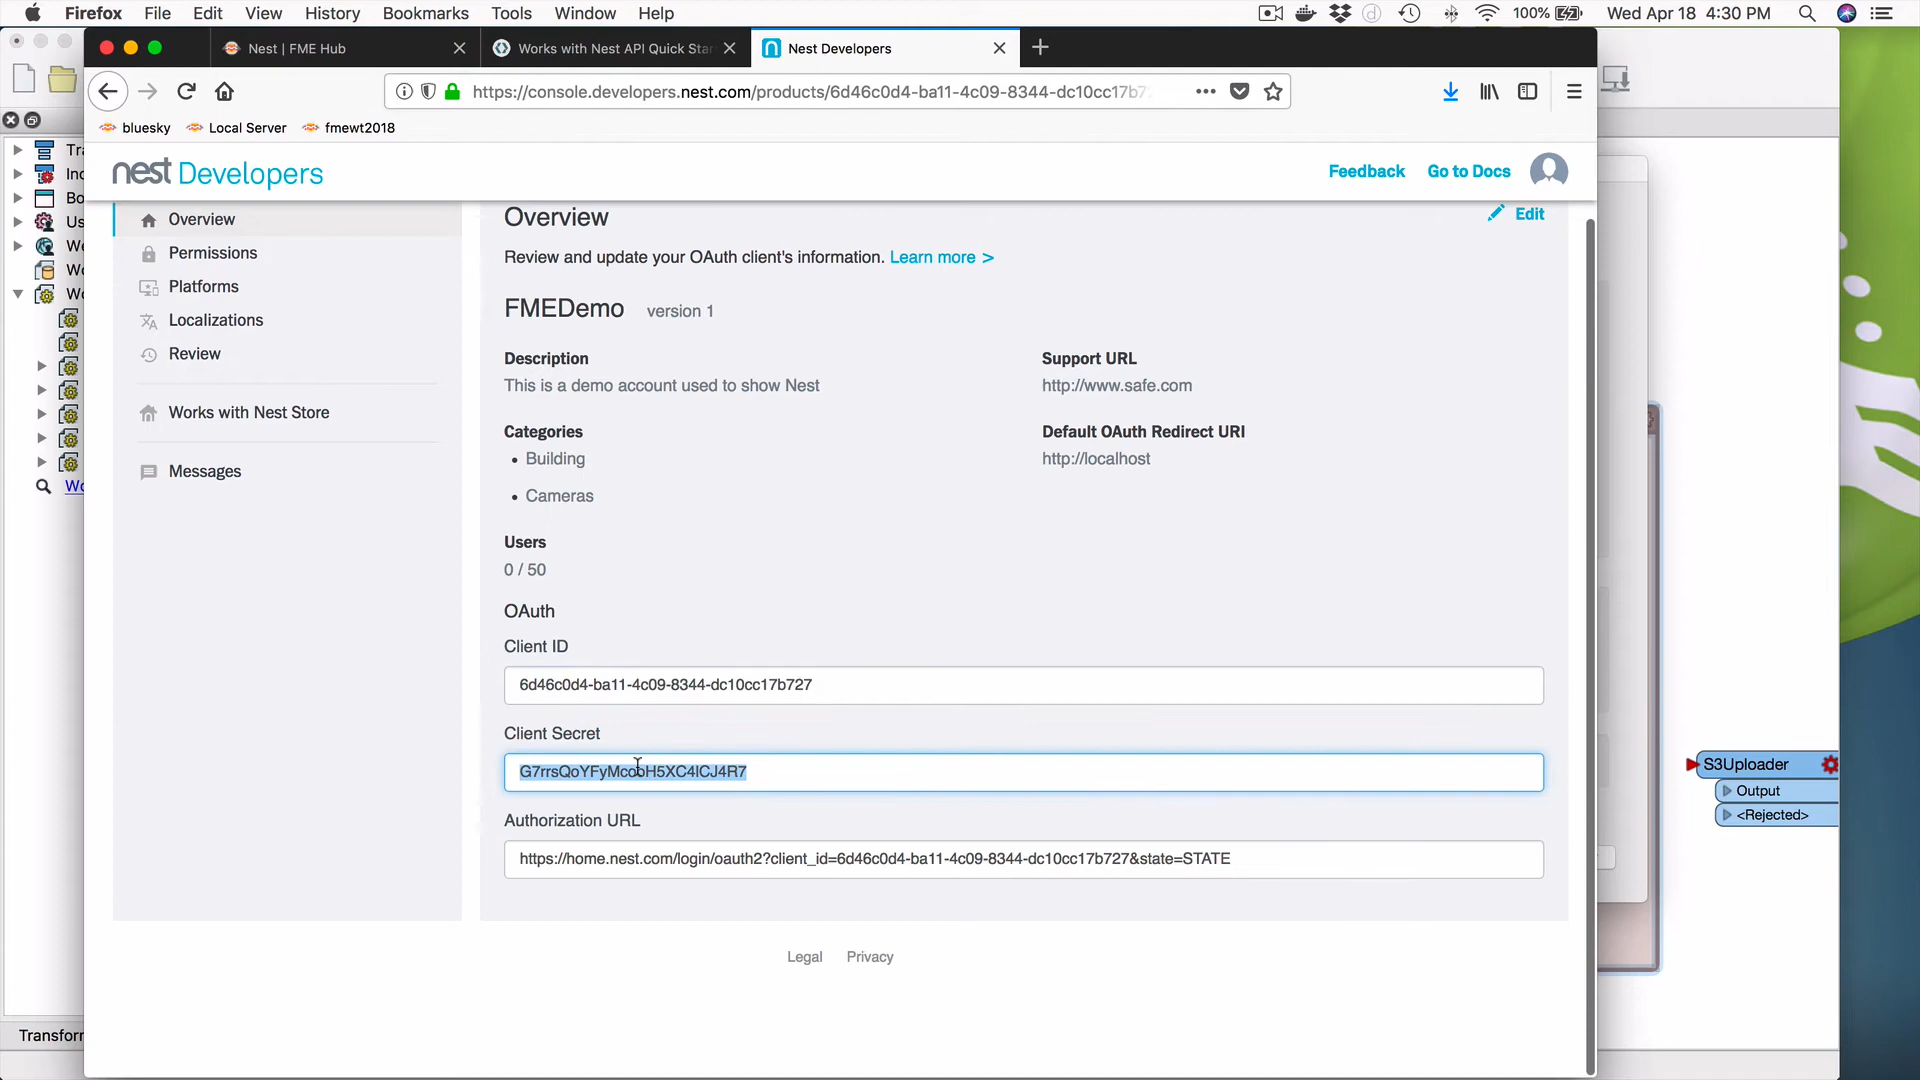 Firefox File Edit View History Bookmarks Tools Window Help 100% Wed Apr 18 4:30 PM
Nest | FME Hub
Works with Nest API Quick Star
Nest Developers
https://console.developers.nest.com/products/6d46c0d4-ba11-4c09-8344-dc10cc17b7
bluesky Local Server fmewt2018
nest Developers
Feedback Go to Docs
Overview
Permissions
Platforms
Localizations
Review
Works with Nest Store
Messages
Overview
Edit
Review and update your OAuth client's information. Learn more >
FMEDemo version 1
Description
This is a demo account used to show Nest
Support URL
http://www.safe.com
Categories
Building
Cameras
Default OAuth Redirect URI
http://localhost
Users
0 / 50
OAuth
Client ID
6d46c0d4-ba11-4c09-8344-dc10cc17b727
Client Secret
Authorization URL
https://home.nest.com/login/oauth2?client_id=6d46c0d4-ba11-4c09-8344-dc10cc17b727&state=STATE
Legal Privacy
S3Uploader
Output
<Rejected>